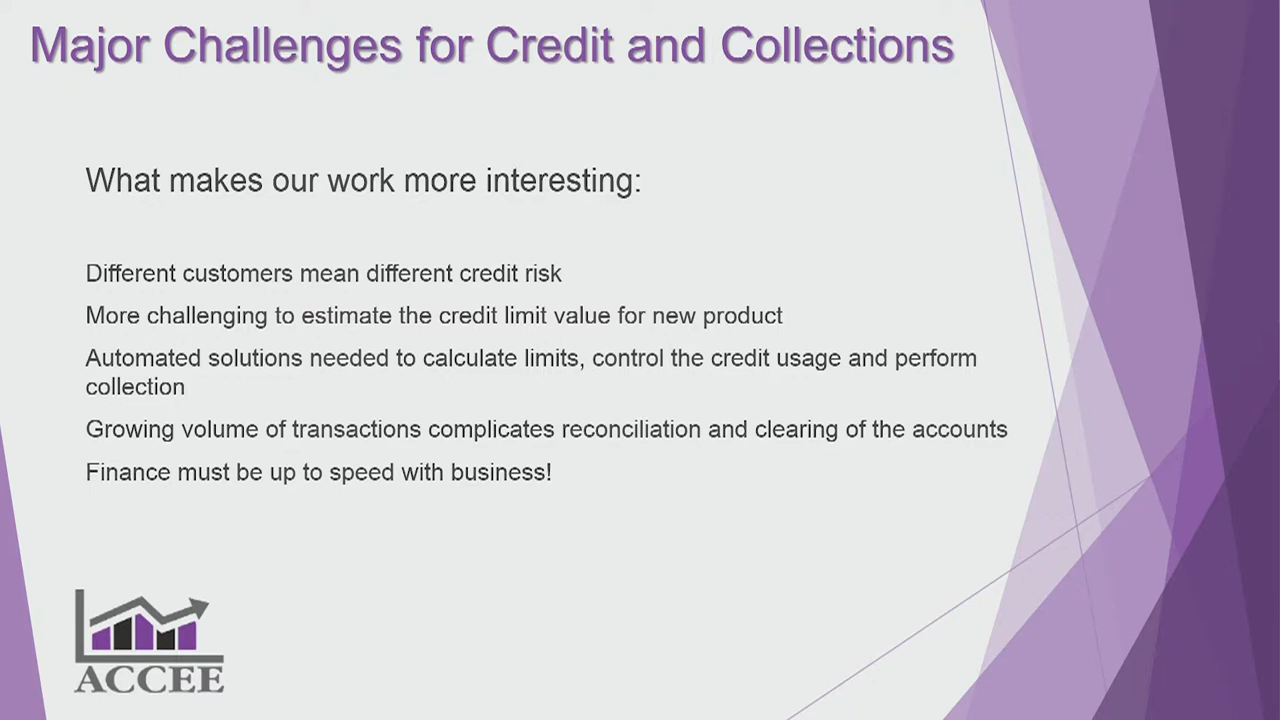 Major Challenges for Credit and Collections
What makes our work more interesting:
Different customers mean different credit risk
More challenging to estimate the credit limit value for new product
Automated solutions needed to calculate limits, control the credit usage and perform
collection
Growing volume of transactions complicates reconciliation and clearing of the accounts
Finance must be up to speed with business!
ACCEE